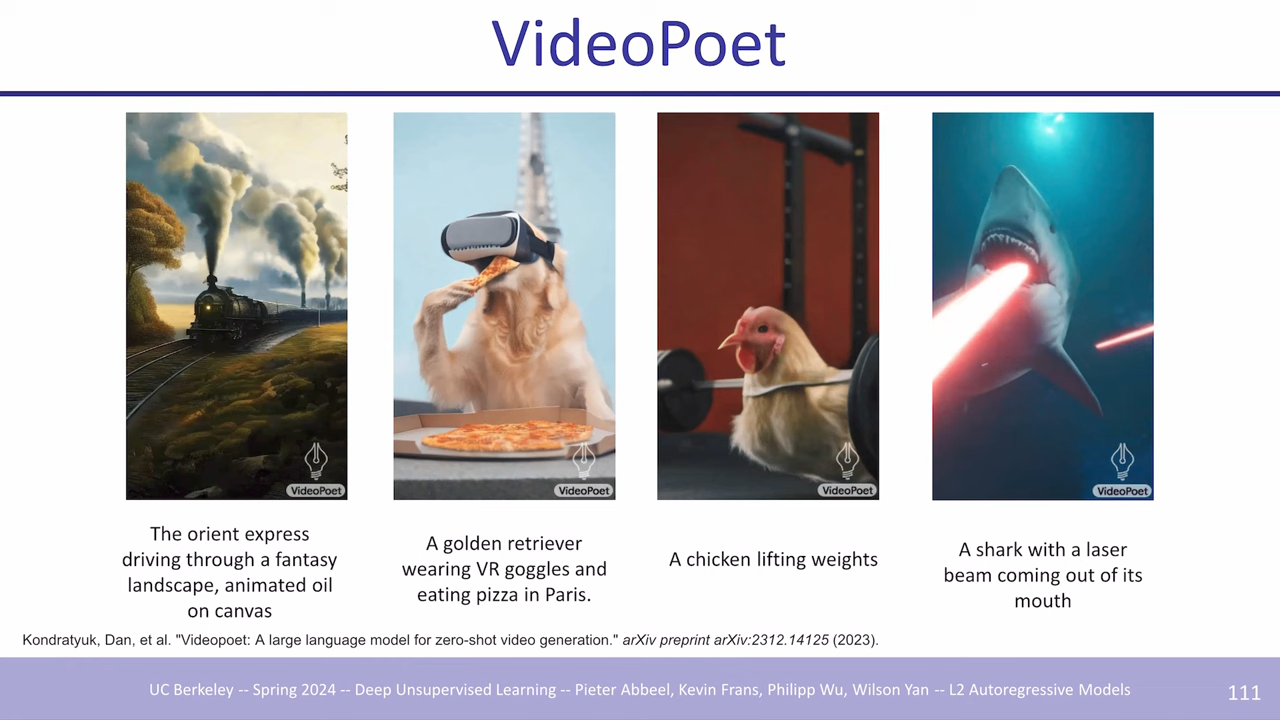 VideoPoet
VideoPoet
VideoPoet
VideoPoet
VideoPoet
The orient express
driving through a fantasy
landscape, animated oil
on canvas
A golden retriever
wearing VR goggles and
eating pizza in Paris.
A chicken lifting weights
A shark with a laser
beam coming out of its
mouth
Kondratyuk, Dan, et al. "Videopoet: A large language model for zero-shot video generation." arXiv preprint arXiv:2312.14125 (2023).
UC Berkeley -- Spring 2024 -- Deep Unsupervised Learning -- Pieter Abbeel, Kevin Frans, Philipp Wu, Wilson Yan -- L2 Autoregressive Models
111